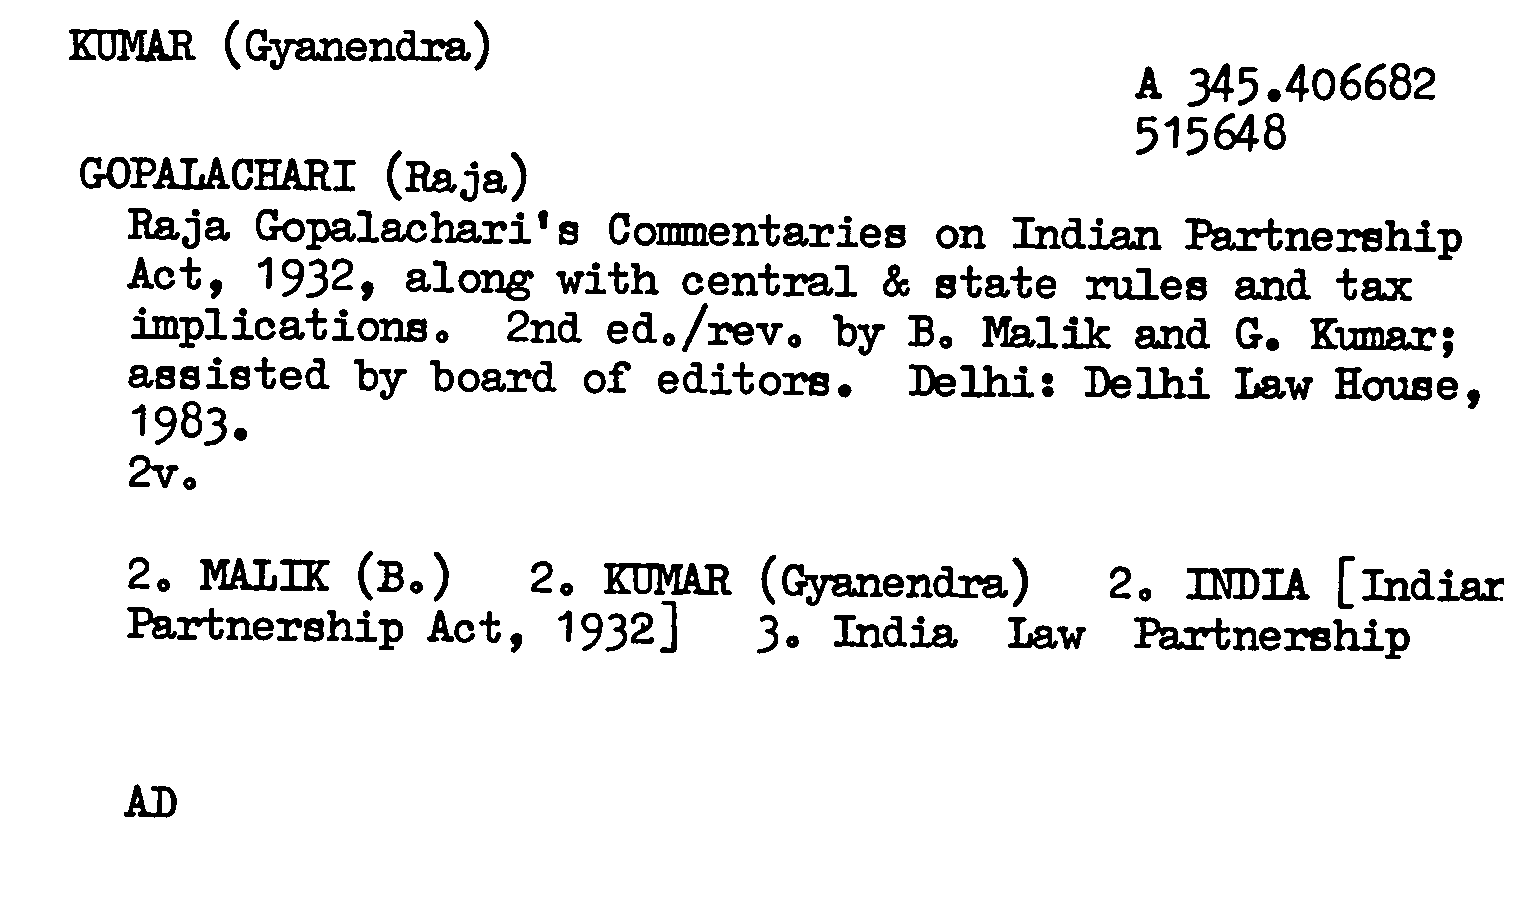 KUMAR (Gyanendra)
A 345.406682
515648
GOPALACHARI (Raja)
Raja Gopalachari's Commentaries on Indian Partnership
Act, 1932, along with central & state rules and tax
implications. 2nd ed./rev. by B. Malik and G. Kumar;
assisted by board of editors. Delhi: Delhi Law House,
1983.
2v.
2. MALIK (B.) 2. KUMAR (Gyanendra) 2. INDIA [Indian
Partnership Act, 1932] 3. India Law Partnership
AD